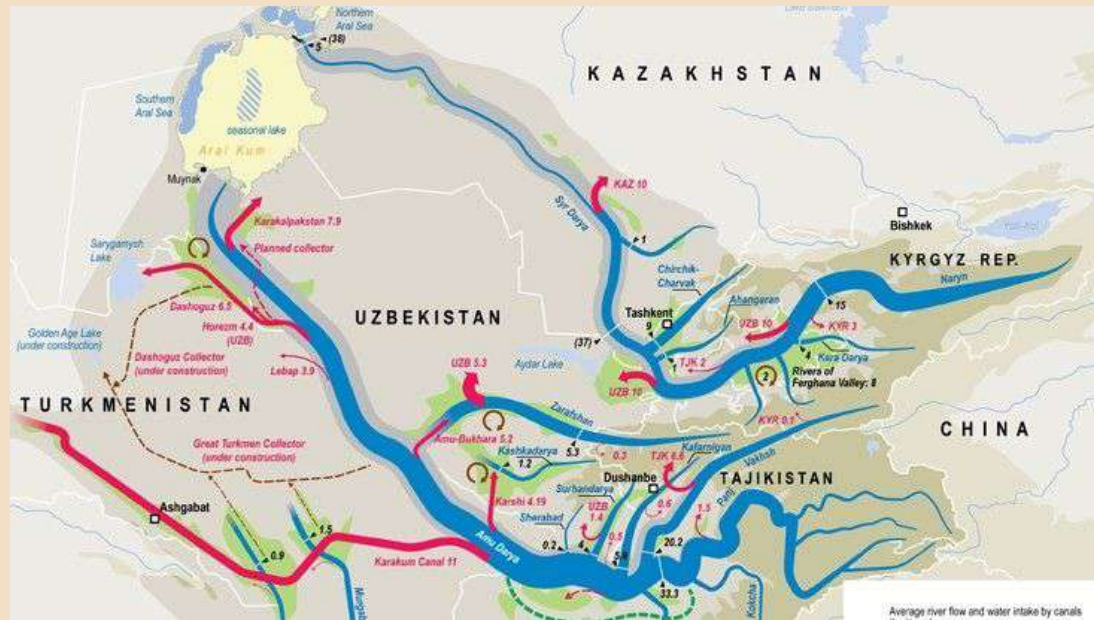 Northern
Aral Sea
(38)
5
KAZAKHSTAN
Southern
Aral Sea
seasonal lake
Aral Kum
Muynak
KAZ 10
Syr Darya
1
Karakalpakstan 7.9
Planned collector
Sarygamysh
Lake
Bishkek
KYRGYZ REP.
Naryn
Chirchik-
Charvak
Ahangaran
15
Tashkent
9
UZB 10
KYR 3
Dashoguz 6.5
Horezm 4.4
(UZB)
UZBEKISTAN
Golden Age Lake
(under construction)
Dashoguz Collector
(under construction)
(37)
4
Kara Darya
Aydar Lake
1
TJK 2
Rivers of
Ferghana Valley: 8
2
Lebap 3.9
UZB 5.3
UZB 10
TURKMENISTAN
Zarafshan
KYR 0.1
CHINA
Great Turkmen Collector
(under construction)
Amu-Bukhara 5.2
5.3
0.3
Kafarnigan
TJK 6.6
Vakhsh
Kashkadarya
1.2
Dushanbe
TAJIKISTAN
Surhandarya
Karshi 4.19
UZB
1.4
0.6
1.5
Panj
Ashgabat
Sherabad
0.5
1.5
0.2
4
20.2
Amu Darya
0.9
Karakum Canal 11
33.3
Kokcha
Average river flow and water intake by canals